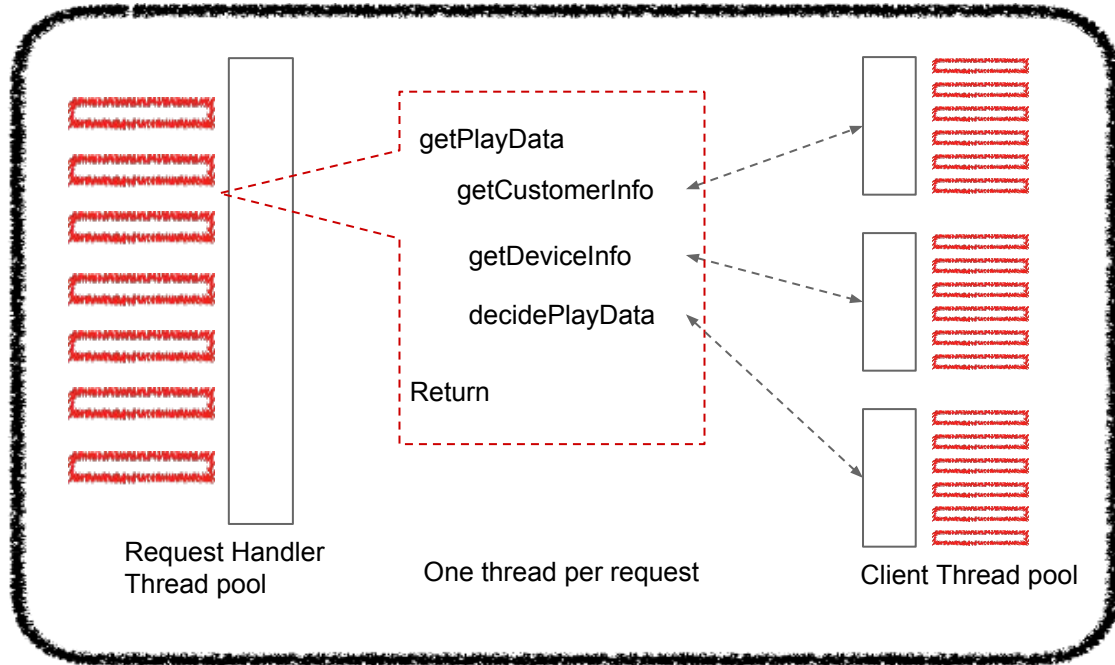 getPlayData
getCustomerInfo
getDeviceInfo
decidePlayData
Return
Request Handler
Thread pool
One thread per request
Client Thread pool